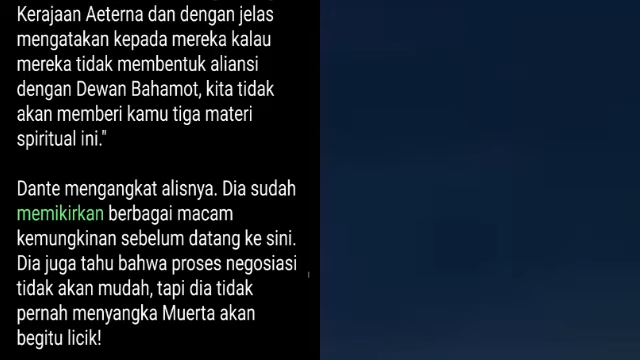 Kerajaan Aeterna dan dengan jelas
mengatakan kepada mereka kalau
mereka tidak membentuk aliansi
dengan Dewan Bahamot, kita tidak
akan memberi kamu tiga materi
spiritual ini."
Dante mengangkat alisnya. Dia sudah
memikirkan berbagai macam
kemungkinan sebelum datang ke sini.
Dia juga tahu bahwa proses negosiasi
tidak akan mudah, tapi dia tidak
pernah menyangka Muerta akan
begitu licik!